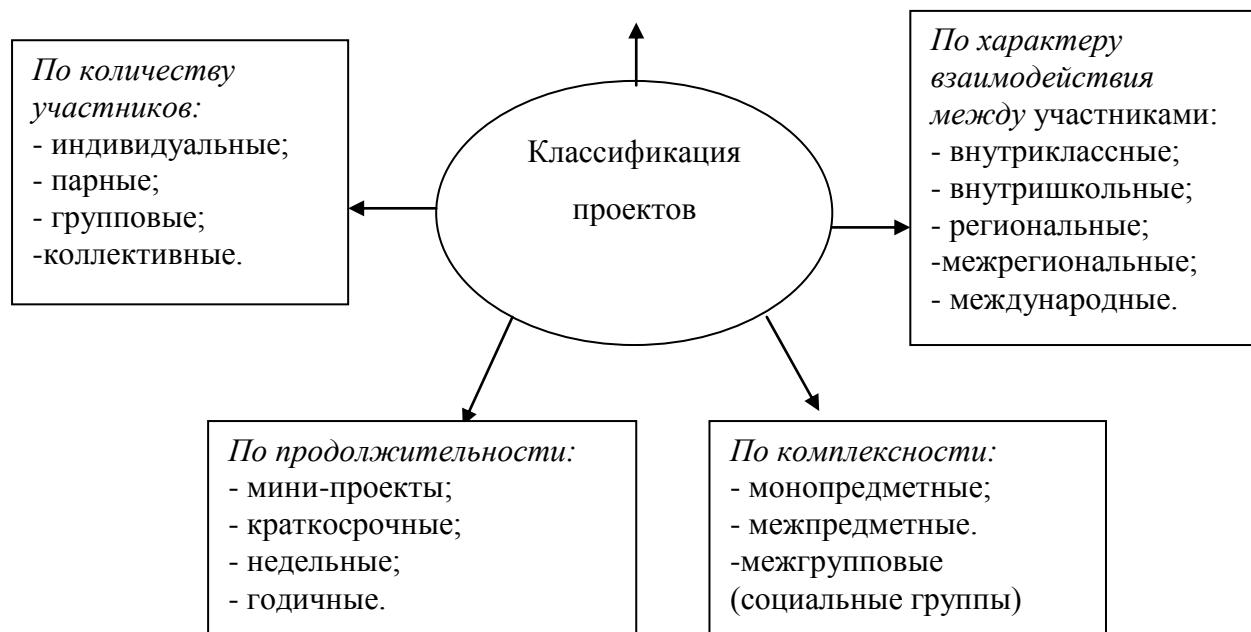 По количеству
участников:
- индивидуальные;
- парные;
- групповые;
-коллективные.
Классификация
проектов
По характеру
взаимодействия
между участниками:
- внутриклассные;
- внутришкольные;
- региональные;
-межрегиональные;
- международные.
По продолжительности:
- мини-проекты;
- краткосрочные;
- недельные;
- годичные.
По комплексности:
- монопредметные;
- межпредметные.
-межгрупповые
(социальные группы)